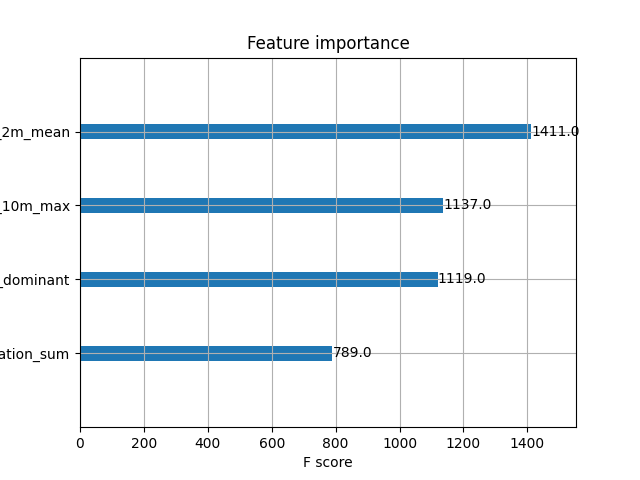 Feature importance
_2m_mean
1411.0
_10m_max
1137.0
_dominant
1119.0
ation_sum
789.0
0 200 400 600 800 1000 1200 1400
F score